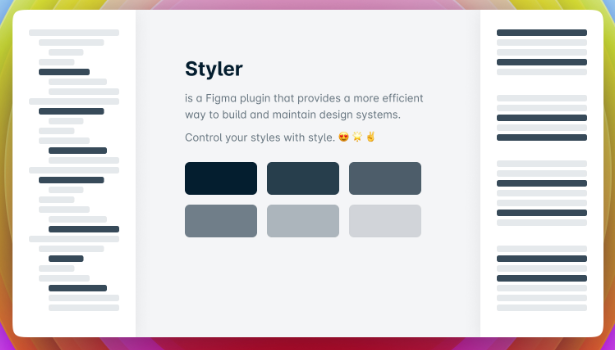 Styler
is a Figma plugin that provides a more efficient
way to build and maintain design systems.
Control your styles with style. 😍 👇 ✌️